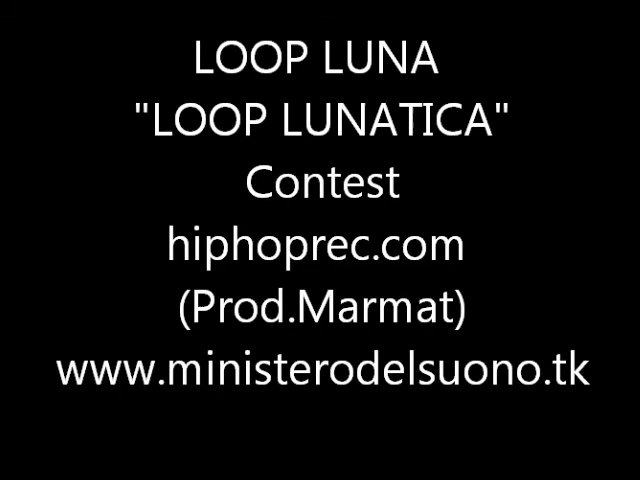 LOOP LUNA
"LOOP LUNATICA"
Contest
hiphoprec.com
(Prod.Marmat)
www.ministerodelsuono.tk